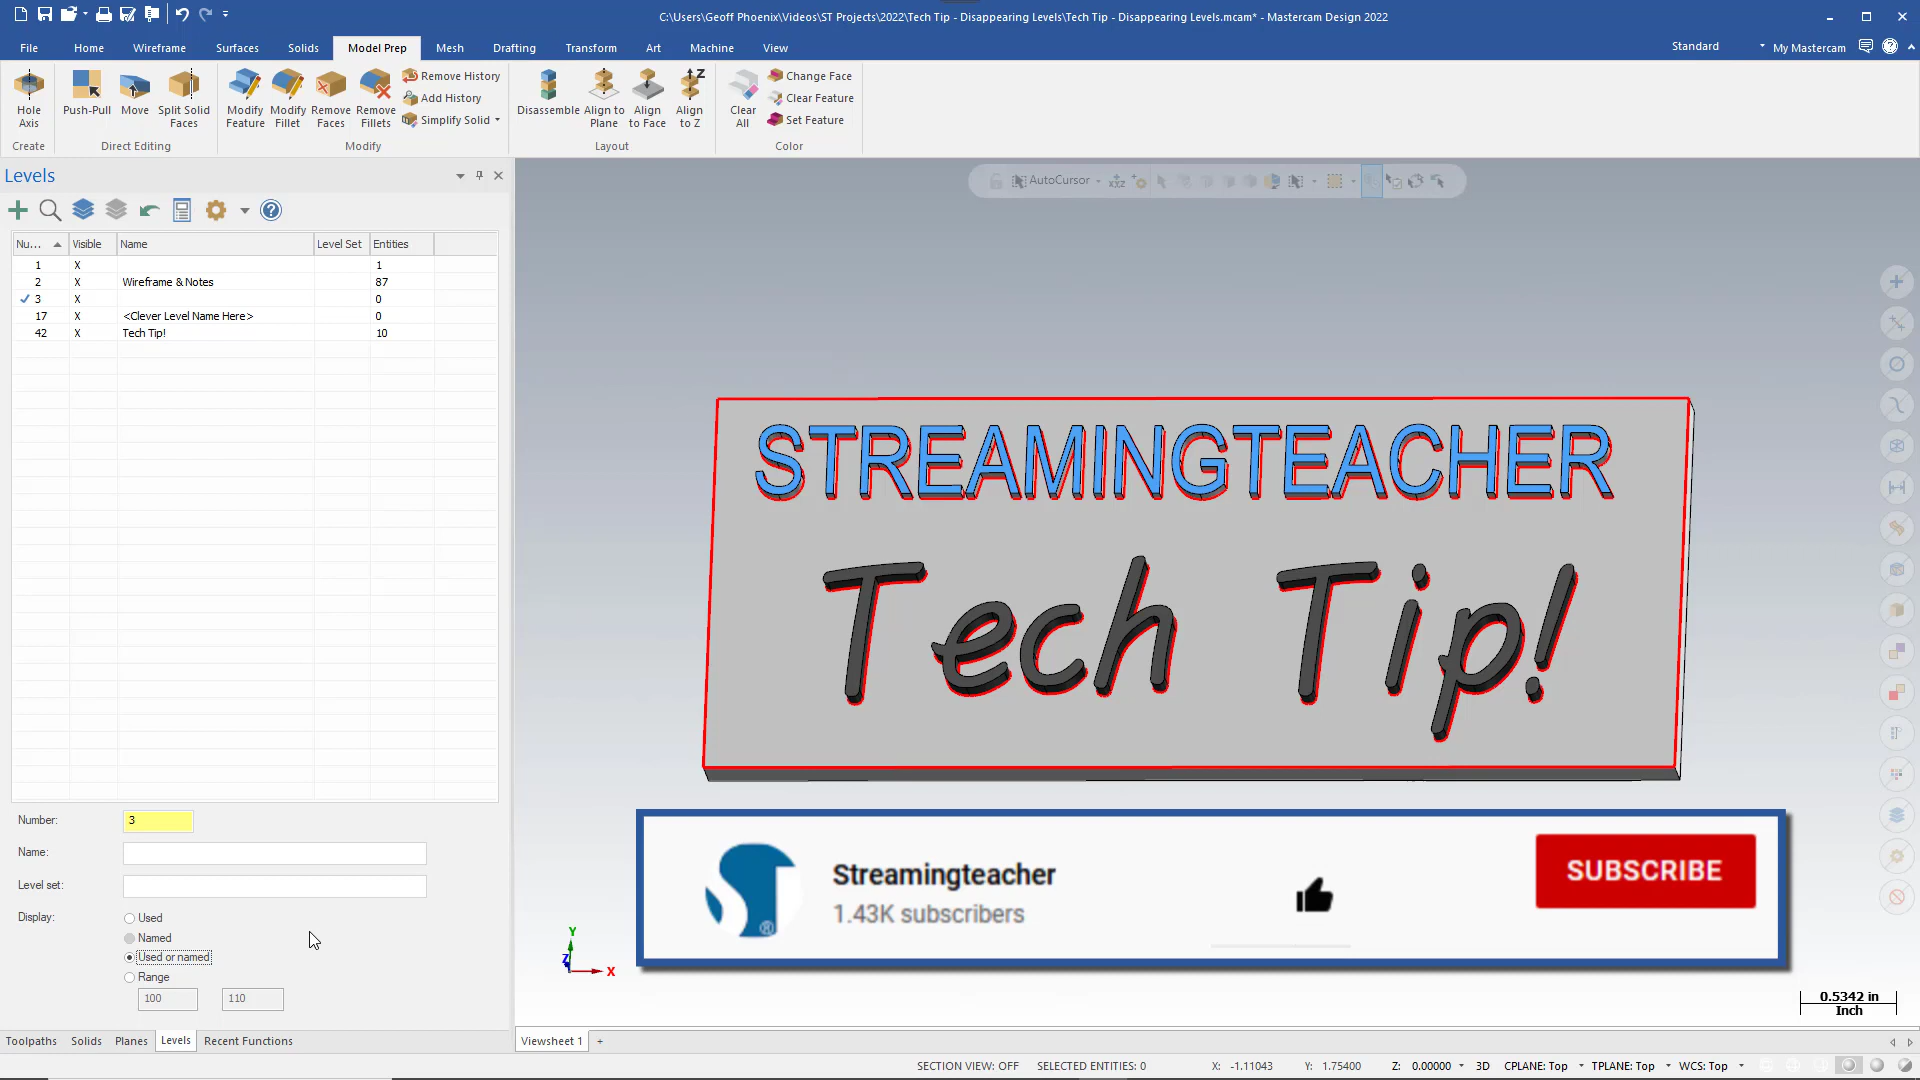 C:\Users\Geoff Phoenix\Videos\ST Projects\2022\Tech Tip - Disappearing Levels\Tech Tip - Disappearing Levels.mcam* - Mastercam Design 2022
File Home Wireframe Surfaces Solids Model Prep Mesh Drafting Transform Art Machine View Standard My Mastercam
Hole Axis
Push-Pull
Move
Split Solid Faces
Modify Feature
Modify Fillet
Remove Faces
Remove Fillets
Remove History
Add History
Simplify Solid
Disassemble
Align to Plane
Align to Face
Align to Z
Clear All
Change Face
Clear Feature
Set Feature
Create Direct Editing Modify Layout Color
Levels
AutoCursor
Nu... Visible Name Level Set Entities
1 X 1
2 X Wireframe & Notes 87
3 X 0
17 X <Clever Level Name Here> 0
42 X Tech Tip! 10
STREAMINGTEACHER
Tech Tip!
Number: 3
Name:
Level set:
Display: Used
Named
Used or named
Range
100 110
Streamingteacher
1.43K subscribers
SUBSCRIBE
ST®
Y
Z
X
0.5342 in
Inch
Toolpaths Solids Planes Levels Recent Functions
Viewsheet 1 +
SECTION VIEW: OFF SELECTED ENTITIES: 0 X: -1.11043 Y: 1.75400 Z: 0.00000 3D CPLANE: Top TPLANE: Top WCS: Top